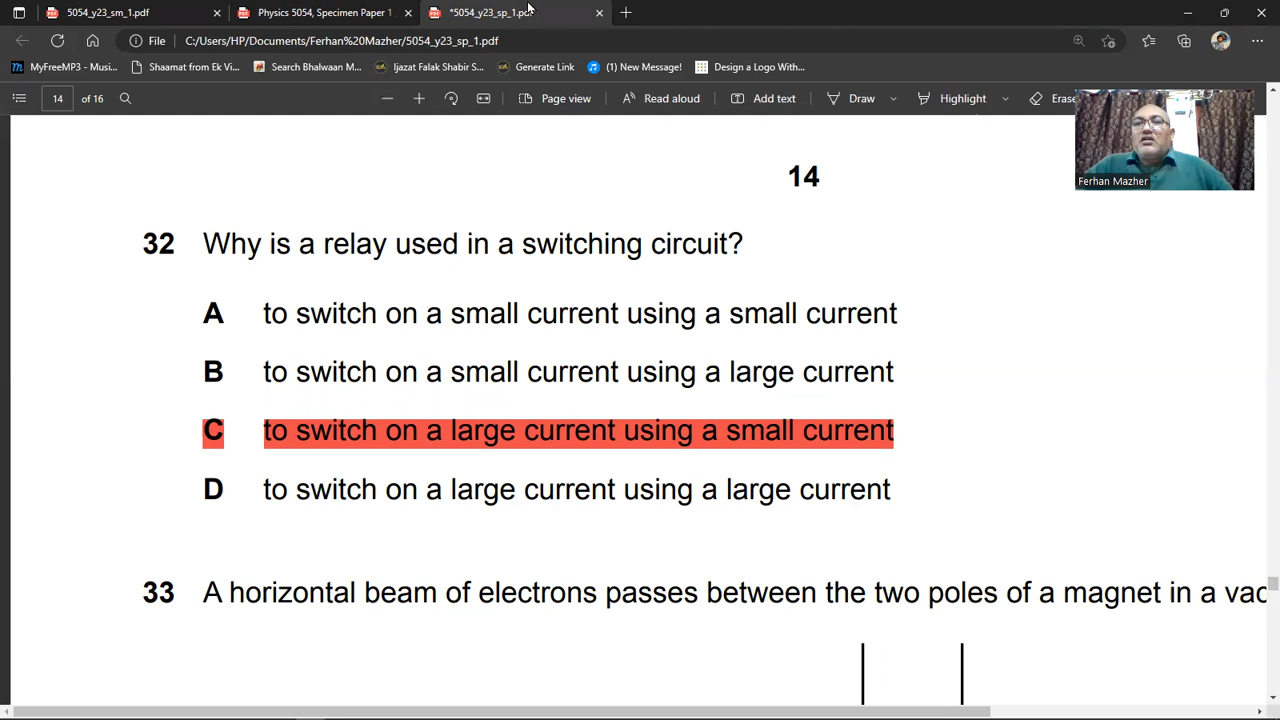 5054_y23_sm_1.pdf
Physics 5054, Specimen Paper 1
*5054_y23_sp_1.pdf
File
C:/Users/HP/Documents/Ferhan%20Mazher/5054_y23_sp_1.pdf
MyFreeMP3 - Musi...
Shaamat from Ek Vi...
Search Bhalwaan M...
Ijazat Falak Shabir S...
Generate Link
(1) New Message!
Design a Logo With...
14 of 16
Page view
Read aloud
Add text
Draw
Highlight
Erase
Ferhan Mazher
14
32 Why is a relay used in a switching circuit?
A to switch on a small current using a small current
B to switch on a small current using a large current
C to switch on a large current using a small current
D to switch on a large current using a large current
33 A horizontal beam of electrons passes between the two poles of a magnet in a vac